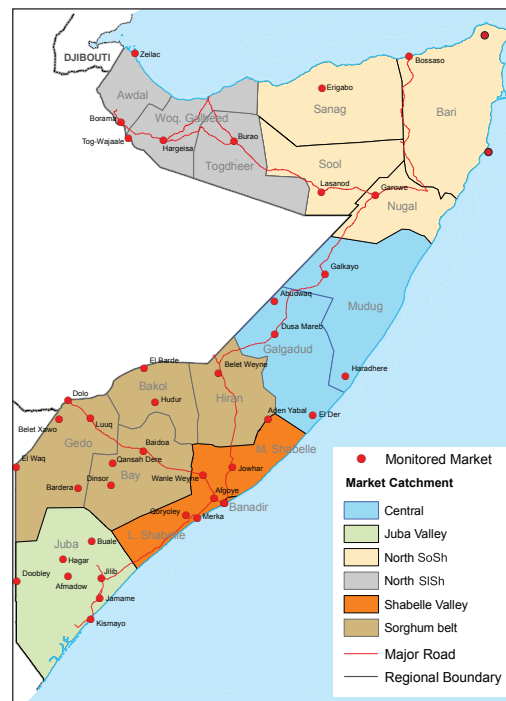 DJIBOUTI
Zeilac
Bossaso
Awdal
Erigabo
Sanag
Bari
Borama
Woq. Galbeed
Tog-Wajaale
Hargeisa
Burao
Togdheer
Sool
Lasanod
Garowe
Nugal
Galkayo
Abudwaq
Mudug
Dusa Mareb
Galgadud
El Barde
Belet Weyne
Bakol
Haradhere
Dolo
Hudur
Hiran
Belet Xawo
Luuq
Aden Yabal
El Der
Gedo
Baidoa
M. Shabelle
El Waq
Qansah Dere
Jowhar
Bay
Wanle Weyne
Bardera
Dinsor
Afgoye
Banadir
Qoryoley
Merka
L. Shabelle
Juba
Buale
Hagar
Doobley
Jilib
Afmadow
Jamame
Kismayo
Monitored Market
Market Catchment
Central
Juba Valley
North SoSh
North SlSh
Shabelle Valley
Sorghum belt
Major Road
Regional Boundary